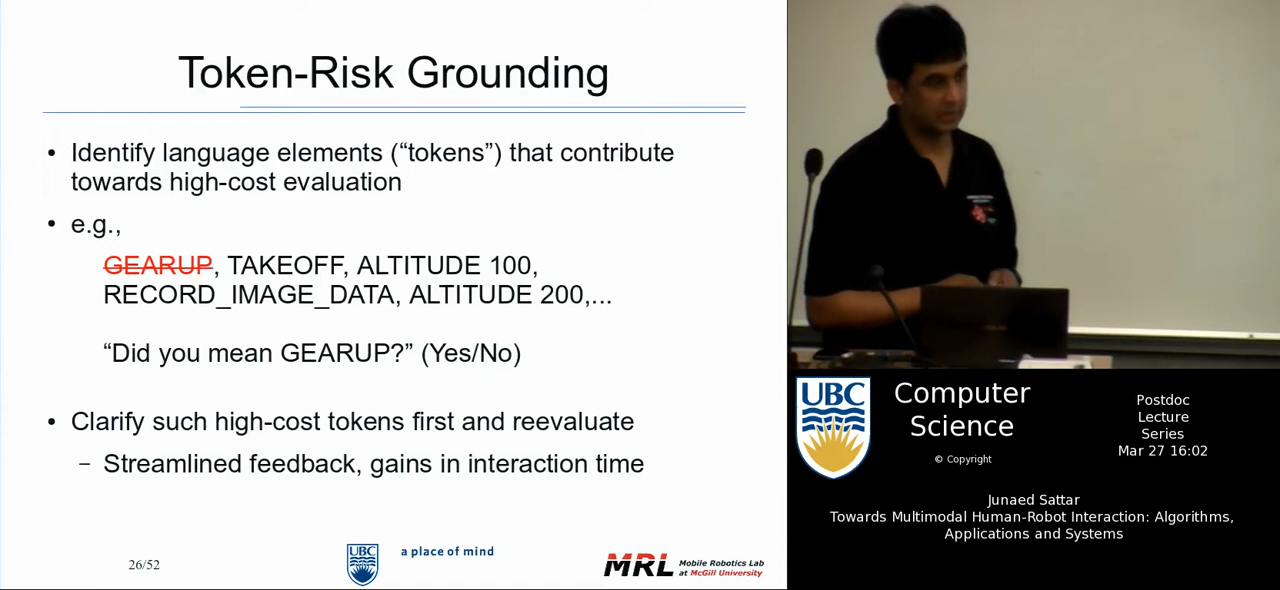 Token-Risk Grounding
• Identify language elements (“tokens”) that contribute
towards high-cost evaluation
• e.g.,
GEARUP, TAKEOFF, ALTITUDE 100,
RECORD_IMAGE_DATA, ALTITUDE 200,...
“Did you mean GEARUP?” (Yes/No)
• Clarify such high-cost tokens first and reevaluate
– Streamlined feedback, gains in interaction time
26/52
UBC
a place of mind
MRL
Mobile Robotics Lab
at McGill University
UBC
Computer
Science
© Copyright
Postdoc
Lecture
Series
Mar 27 16:02
Junaed Sattar
Towards Multimodal Human-Robot Interaction: Algorithms,
Applications and Systems